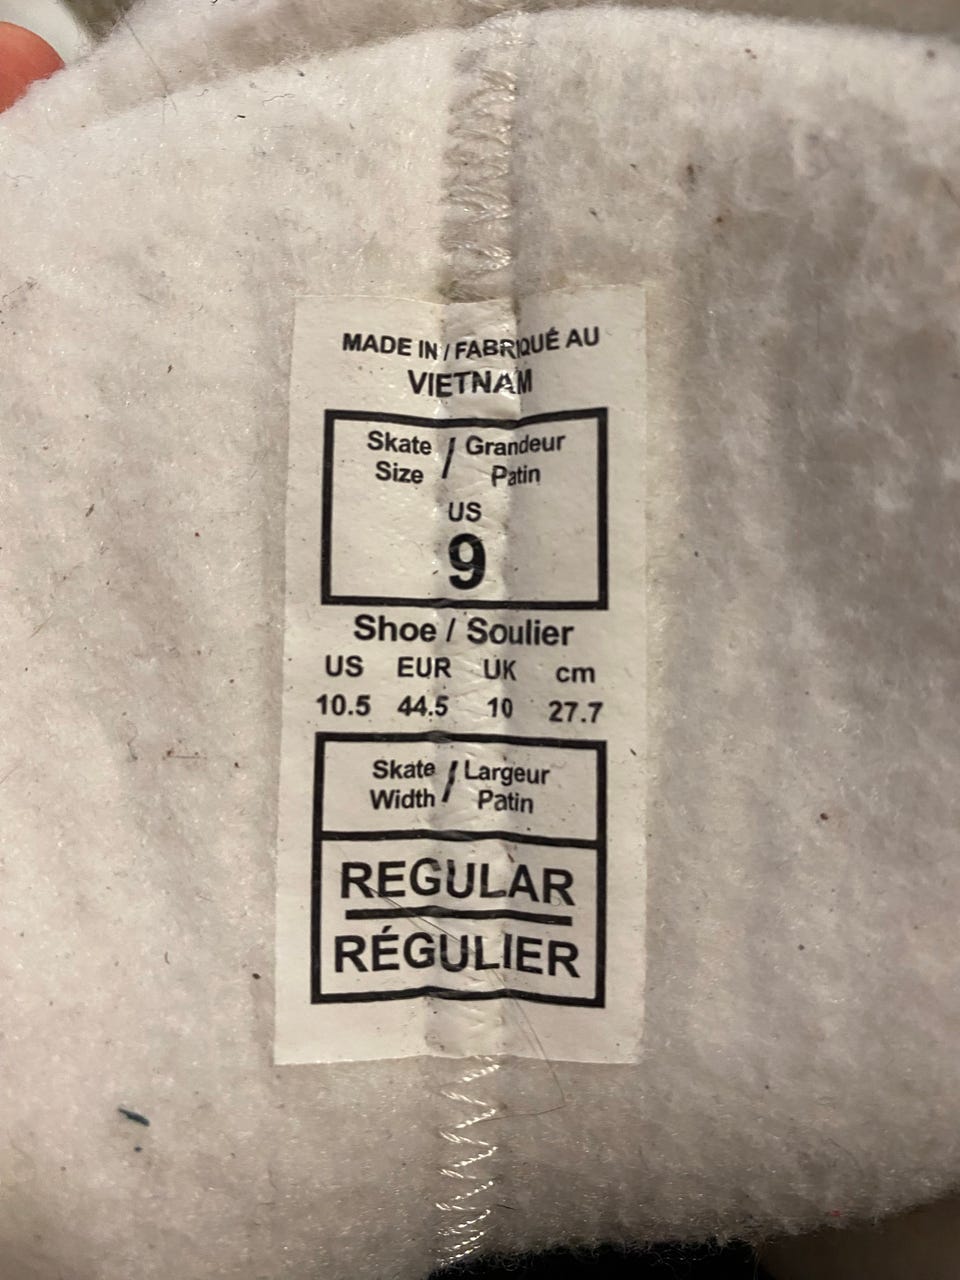 MADE IN / FABRIQUÉ AU
VIETNAM
Skate Size / Grandeur Patin
US
9
Shoe / Soulier
US EUR UK cm
10.5 44.5 10 27.7
Skate Width / Largeur Patin
REGULAR
RÉGULIER